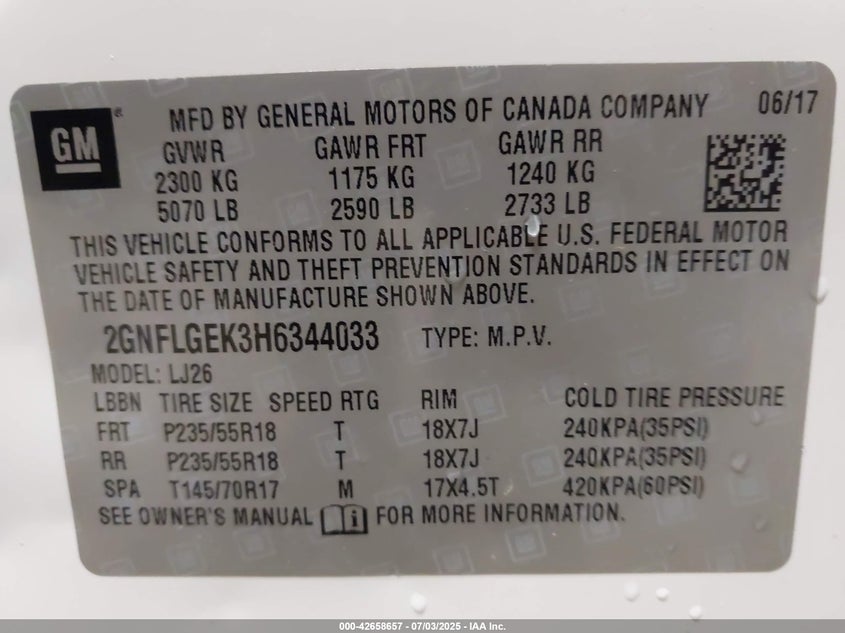 GM
MFD BY GENERAL MOTORS OF CANADA COMPANY 06/17
GVWR GAWR FRT GAWR RR
2300 KG 1175 KG 1240 KG
5070 LB 2590 LB 2733 LB
THIS VEHICLE CONFORMS TO ALL APPLICABLE U.S. FEDERAL MOTOR
VEHICLE SAFETY AND THEFT PREVENTION STANDARDS IN EFFECT ON
THE DATE OF MANUFACTURE SHOWN ABOVE.
2GNFLGEK3H6344033 TYPE: M.P.V.
MODEL: LJ26
LBBN TIRE SIZE SPEED RTG RIM COLD TIRE PRESSURE
FRT P235/55R18 T 18X7J 240KPA(35PSI)
RR P235/55R18 T 18X7J 240KPA(35PSI)
SPA T145/70R17 M 17X4.5T 420KPA(60PSI)
SEE OWNER'S MANUAL i FOR MORE INFORMATION.
000-42658657 - 07/03/2025 - IAA Inc.